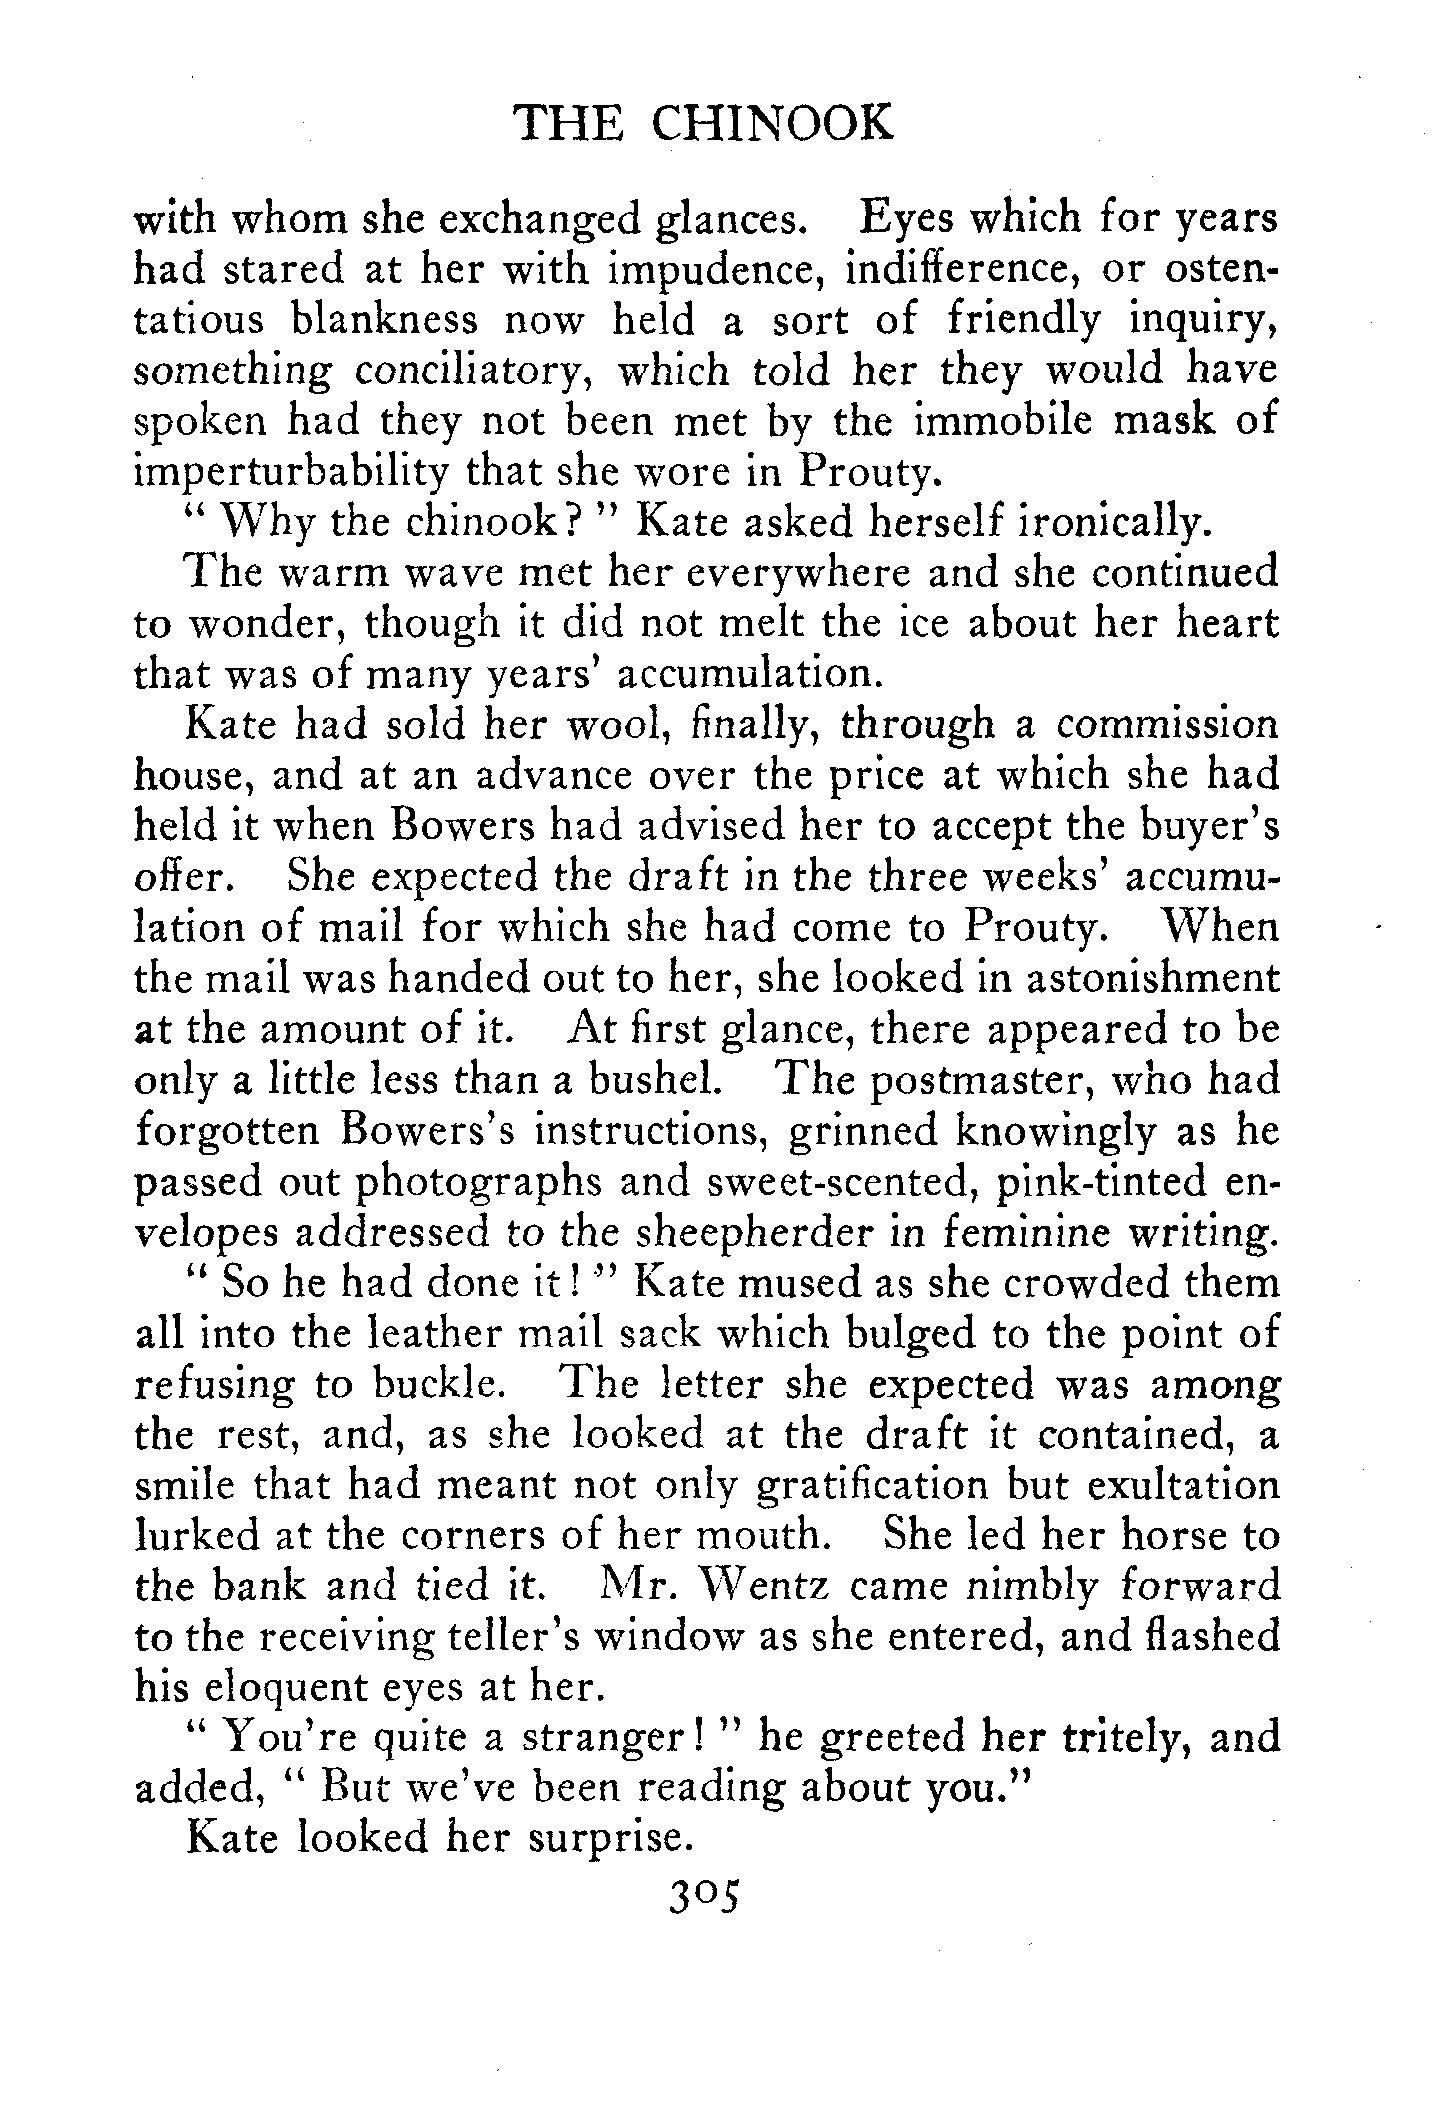 THE CHINOOK
with whom she exchanged glances. Eyes which for years
had stared at her with impudence, indifference, or osten-
tatious blankness now held a sort of friendly inquiry,
something conciliatory, which told her they would have
spoken had they not been met by the immobile mask of
imperturbability that she wore in Prouty.
“ Why the chinook? ” Kate asked herself ironically.
The warm wave met her everywhere and she continued
to wonder, though it did not melt the ice about her heart
that was of many years’ accumulation.
Kate had sold her wool, finally, through a commission
house, and at an advance over the price at which she had
held it when Bowers had advised her to accept the buyer’s
offer. She expected the draft in the three weeks’ accumu-
lation of mail for which she had come to Prouty. When
the mail was handed out to her, she looked in astonishment
at the amount of it. At first glance, there appeared to be
only a little less than a bushel. The postmaster, who had
forgotten Bowers’s instructions, grinned knowingly as he
passed out photographs and sweet-scented, pink-tinted en-
velopes addressed to the sheepherder in feminine writing.
“ So he had done it! ” Kate mused as she crowded them
all into the leather mail sack which bulged to the point of
refusing to buckle. The letter she expected was among
the rest, and, as she looked at the draft it contained, a
smile that had meant not only gratification but exultation
lurked at the corners of her mouth. She led her horse to
the bank and tied it. Mr. Wentz came nimbly forward
to the receiving teller’s window as she entered, and flashed
his eloquent eyes at her.
“ You’re quite a stranger! ” he greeted her tritely, and
added, “ But we’ve been reading about you.”
Kate looked her surprise.
305